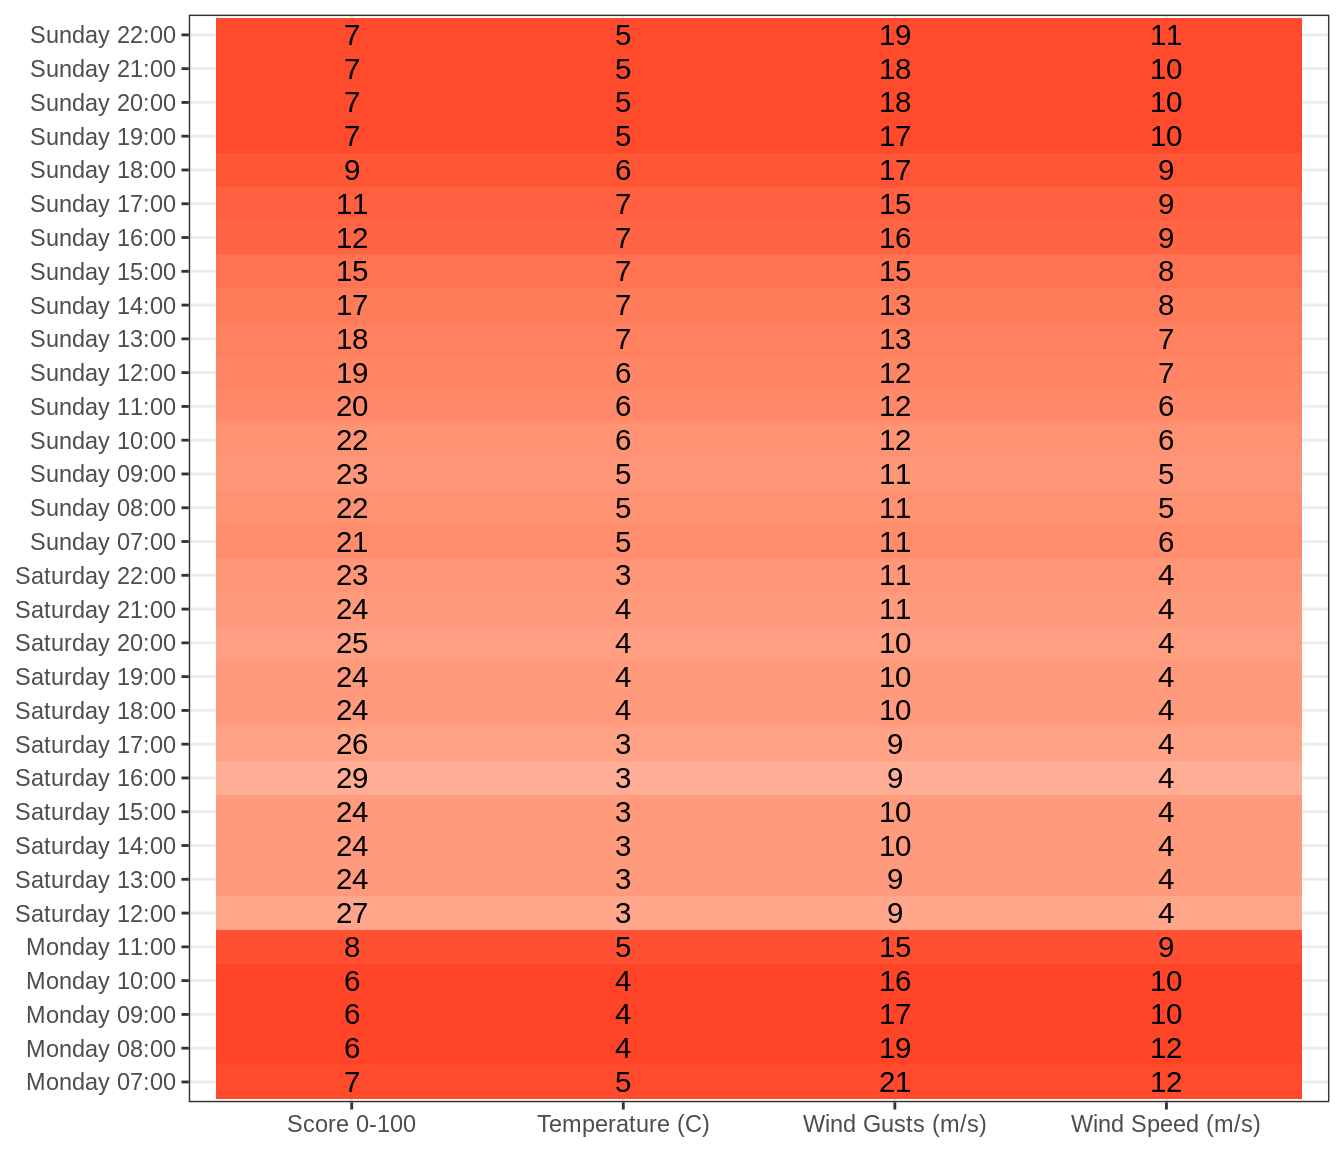 Sunday 22:00 7 5 19 11
Sunday 21:00 7 5 18 10
Sunday 20:00 7 5 18 10
Sunday 19:00 7 5 17 10
Sunday 18:00 9 6 17 9
Sunday 17:00 11 7 15 9
Sunday 16:00 12 7 16 9
Sunday 15:00 15 7 15 8
Sunday 14:00 17 7 13 8
Sunday 13:00 18 7 13 7
Sunday 12:00 19 6 12 7
Sunday 11:00 20 6 12 6
Sunday 10:00 22 6 12 6
Sunday 09:00 23 5 11 5
Sunday 08:00 22 5 11 5
Sunday 07:00 21 5 11 6
Saturday 22:00 23 3 11 4
Saturday 21:00 24 4 11 4
Saturday 20:00 25 4 10 4
Saturday 19:00 24 4 10 4
Saturday 18:00 24 4 10 4
Saturday 17:00 26 3 9 4
Saturday 16:00 29 3 9 4
Saturday 15:00 24 3 10 4
Saturday 14:00 24 3 10 4
Saturday 13:00 24 3 9 4
Saturday 12:00 27 3 9 4
Monday 11:00 8 5 15 9
Monday 10:00 6 4 16 10
Monday 09:00 6 4 17 10
Monday 08:00 6 4 19 12
Monday 07:00 7 5 21 12
Score 0-100 Temperature (C) Wind Gusts (m/s) Wind Speed (m/s)